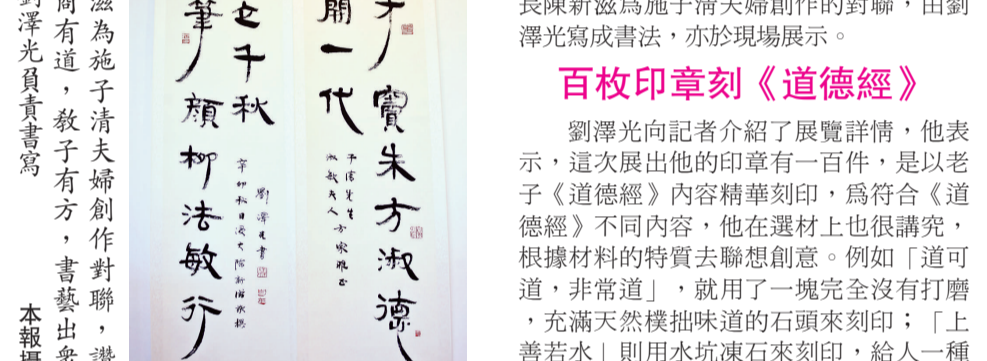 滋為施子清夫婦創作對聯，讚
商有道，教子有方，書藝出衆
劉澤光負責書寫
本報攝
竇朱方淑德
開一代
千秋
筆顏柳法敏行
劉澤光書
長陳新滋爲施子清夫婦創作的對聯，由劉
澤光寫成書法，亦於現場展示。
百枚印章刻《道德經》
劉澤光向記者介紹了展覽詳情，他表
示，這次展出他的印章有一百件，是以老
子《道德經》內容精華刻印，爲符合《道
德經》不同內容，他在選材上也很講究，
根據材料的特質去聯想創意。例如「道可
道，非常道」，就用了一塊完全沒有打磨
，充滿天然樸拙味道的石頭來刻印；「上
善若水」則用水坑凍石來刻印，給人一種